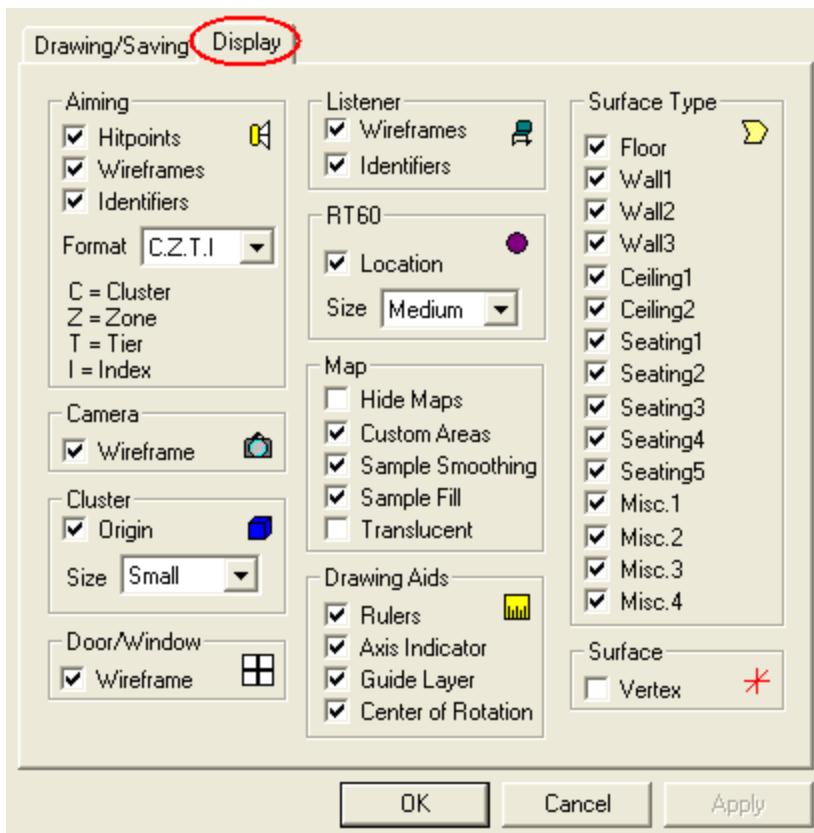 Drawing/Saving
Display
Aiming
Hitpoints
Wireframes
Identifiers
Format C.Z.T.I
C = Cluster
Z = Zone
T = Tier
I = Index
Camera
Wireframe
Cluster
Origin
Size Small
Door/Window
Wireframe
Listener
Wireframes
Identifiers
RT60
Location
Size Medium
Map
Hide Maps
Custom Areas
Sample Smoothing
Sample Fill
Translucent
Drawing Aids
Rulers
Axis Indicator
Guide Layer
Center of Rotation
Surface Type
Floor
Wall1
Wall2
Wall3
Ceiling1
Ceiling2
Seating1
Seating2
Seating3
Seating4
Seating5
Misc.1
Misc.2
Misc.3
Misc.4
Surface
Vertex
OK
Cancel
Apply